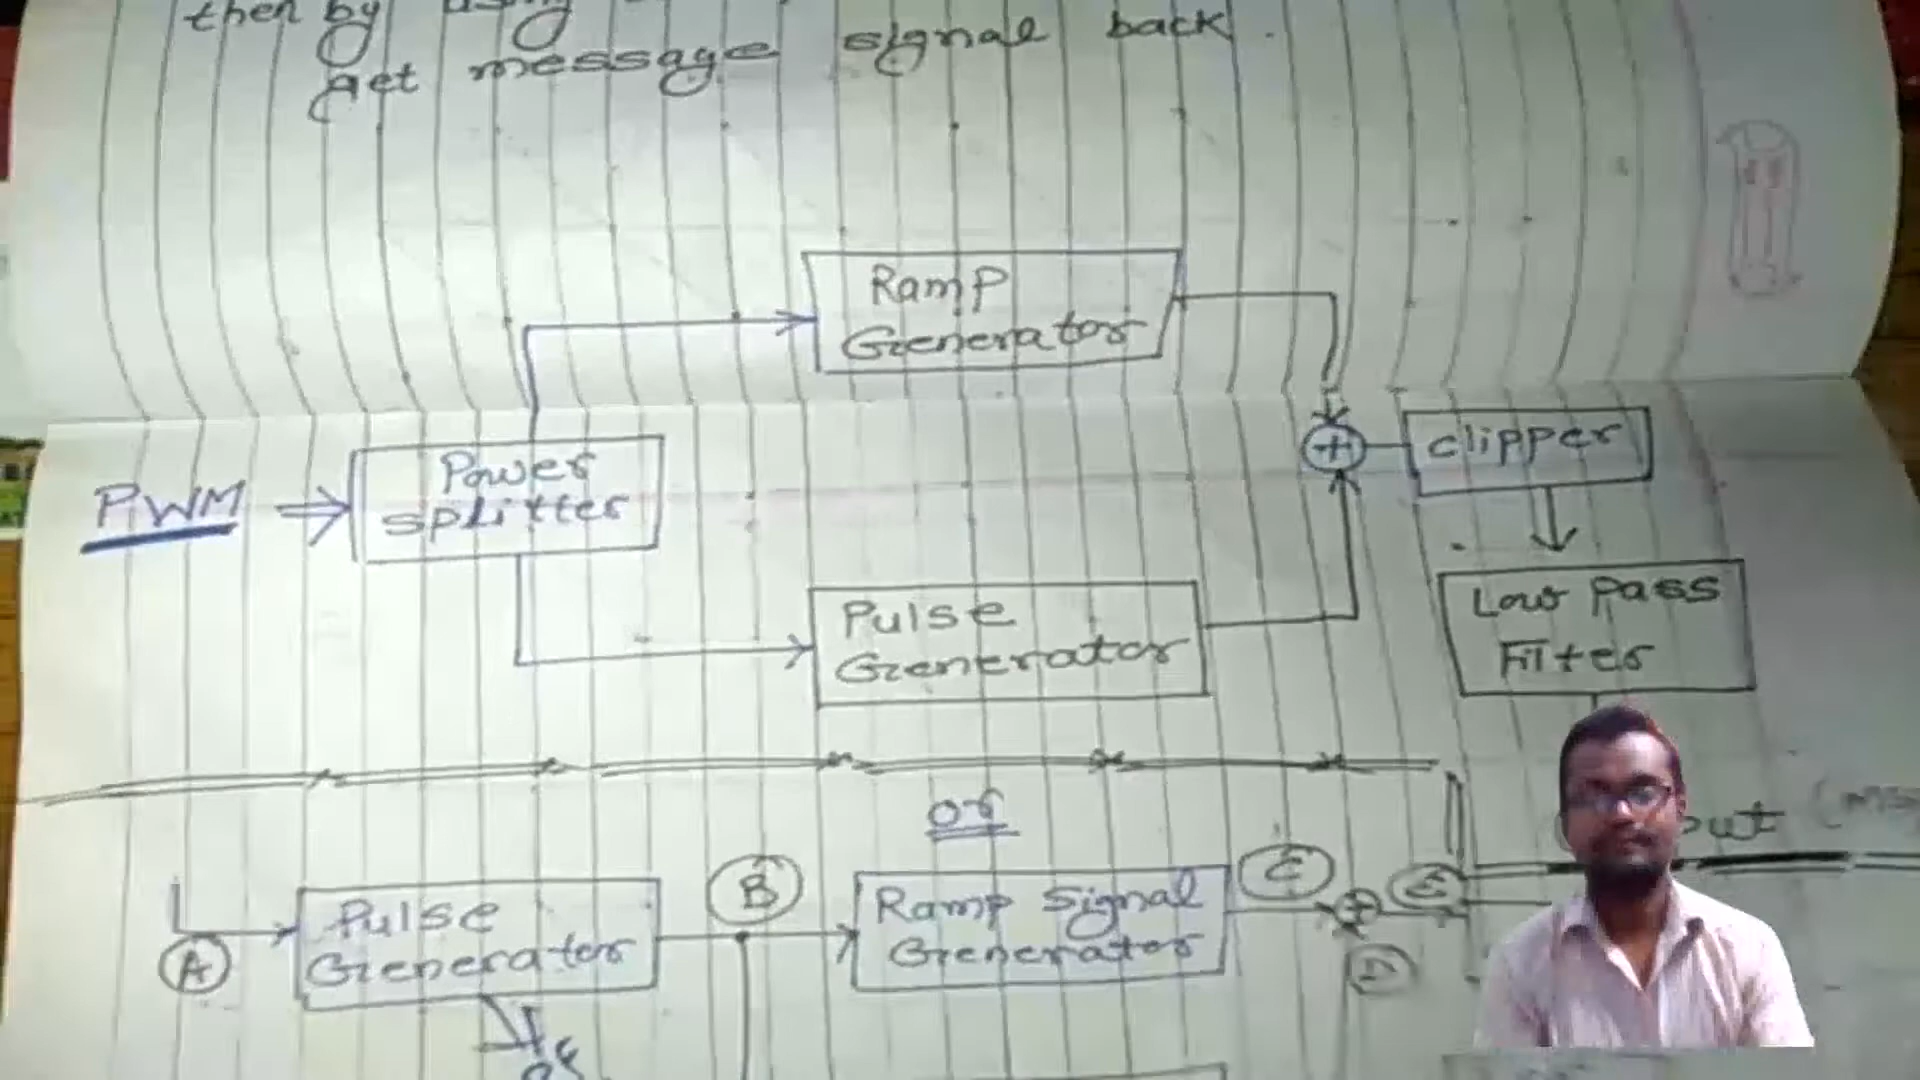 then by
get message signal back.
Ramp
Generator
PWM
Power
splitter
clipper
Pulse
Generator
Low Pass
Filter
or
put
A
Pulse
Generator
B
Ramp Signal
Generator
C
E
D